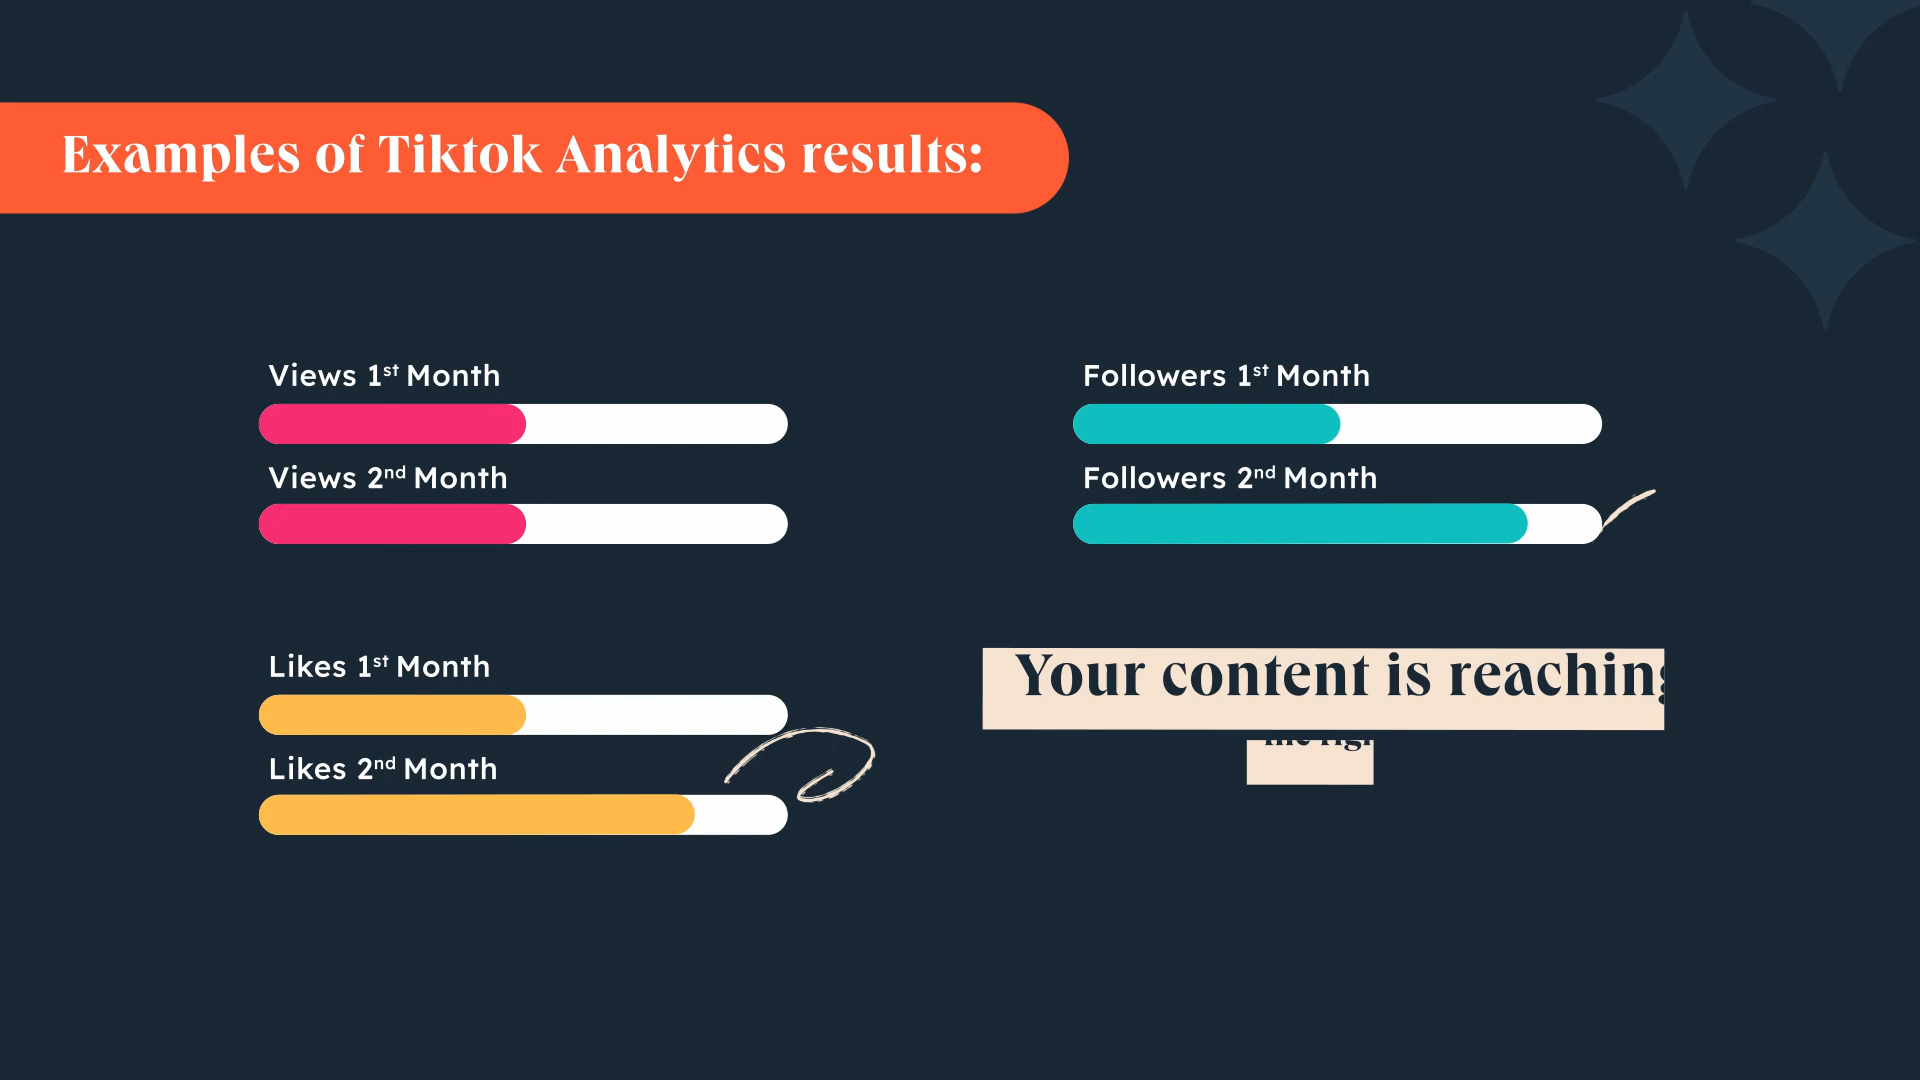 Examples of Tiktok Analytics results:
Views 1st Month
Views 2nd Month
Followers 1st Month
Followers 2nd Month
Likes 1st Month
Likes 2nd Month
Your content is reaching